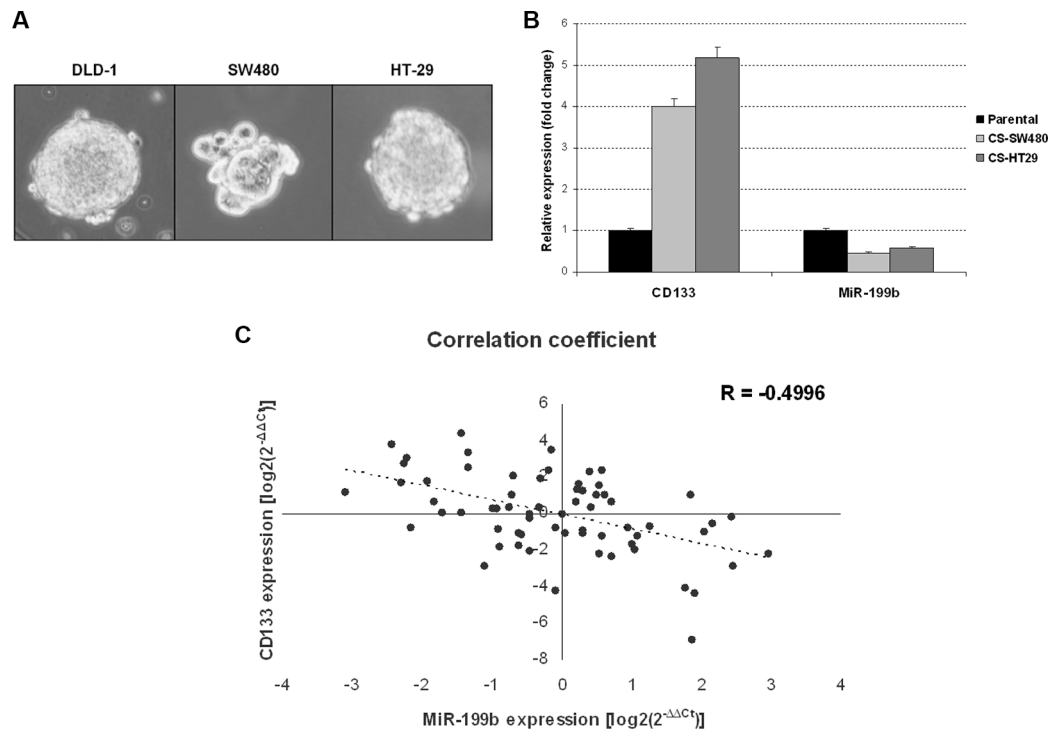 A
DLD-1 SW480 HT-29
B
Relative expression (fold change)
6
5
4
3
2
1
0
CD133 MiR-199b
Parental
CS-SW480
CS-HT29
C
Correlation coefficient
R = -0.4996
CD133 expression [log2(2^-ΔΔCt)]
6
4
2
0
-2
-4
-6
-8
-4 -3 -2 -1 0 1 2 3 4
MiR-199b expression [log2(2^-ΔΔCt)]